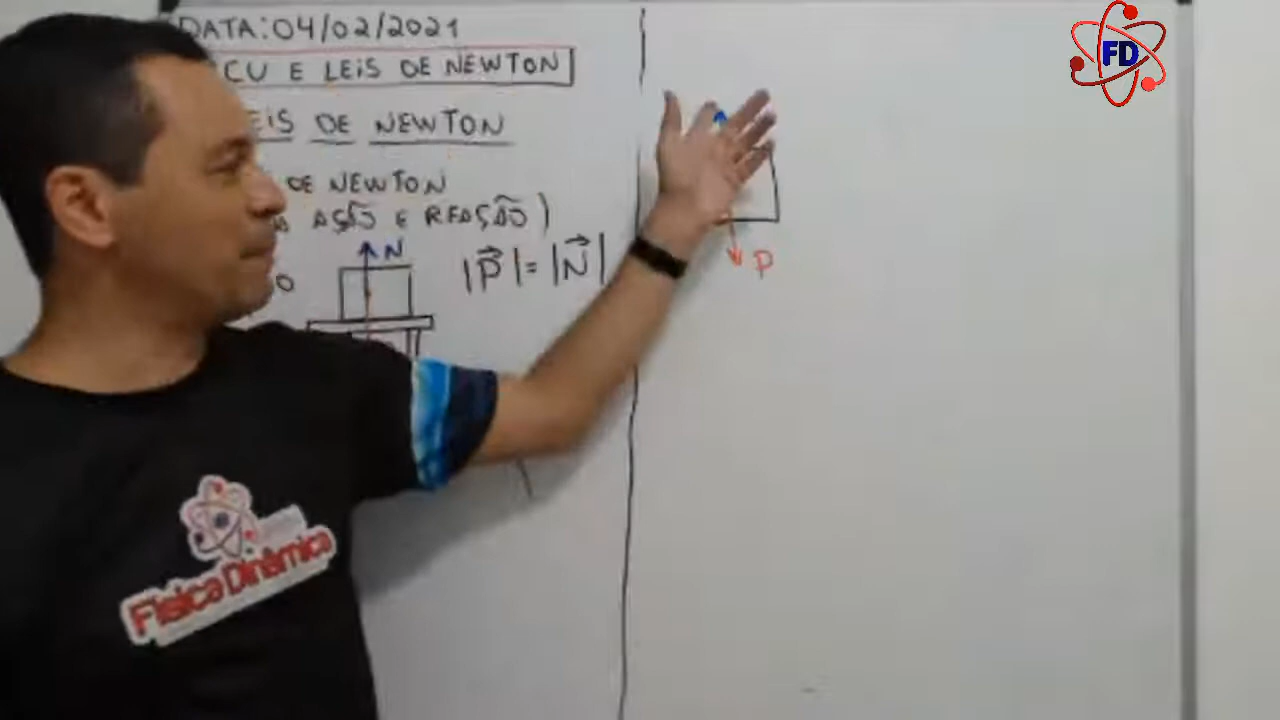 DATA: 04/02/2021
CU E LEIS DE NEWTON
EIS DE NEWTON
DE NEWTON
AÇÃO E REAÇÃO)
N
|P|=|N|
O
P
FD
Física Dinâmica